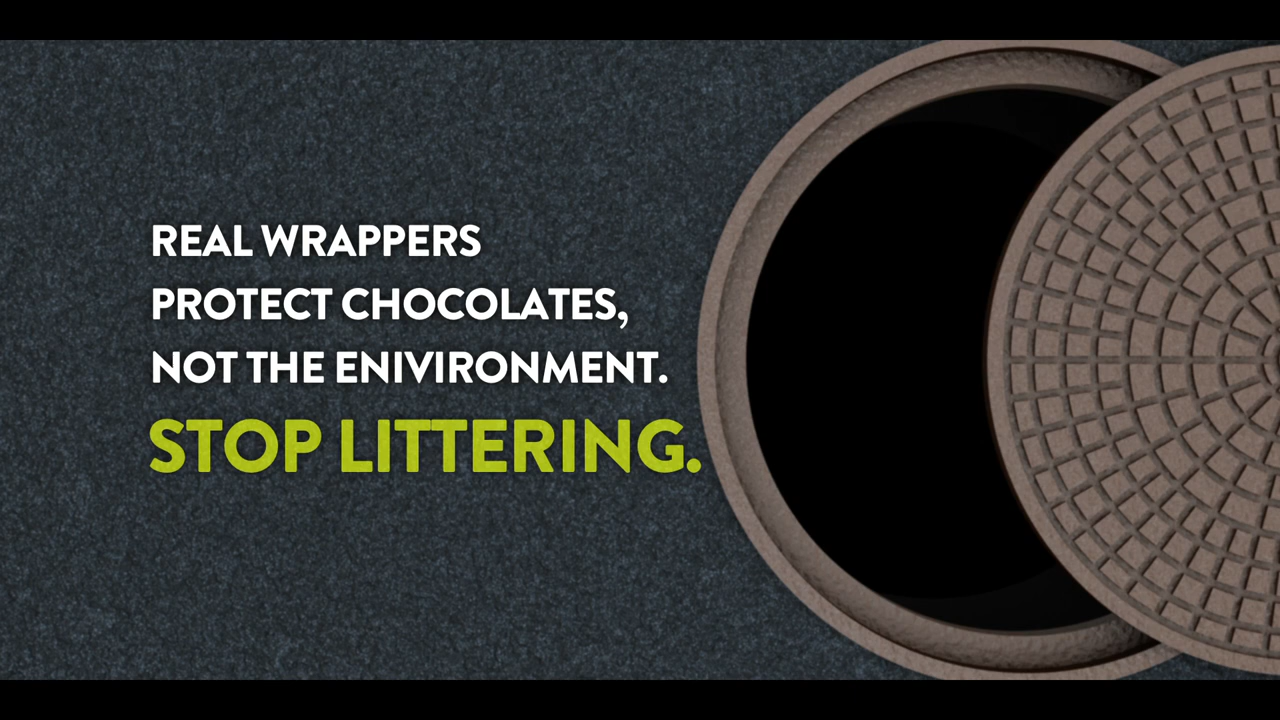 REAL WRAPPERS
PROTECT CHOCOLATES,
NOT THE ENIVIRONMENT.
STOP LITTERING.